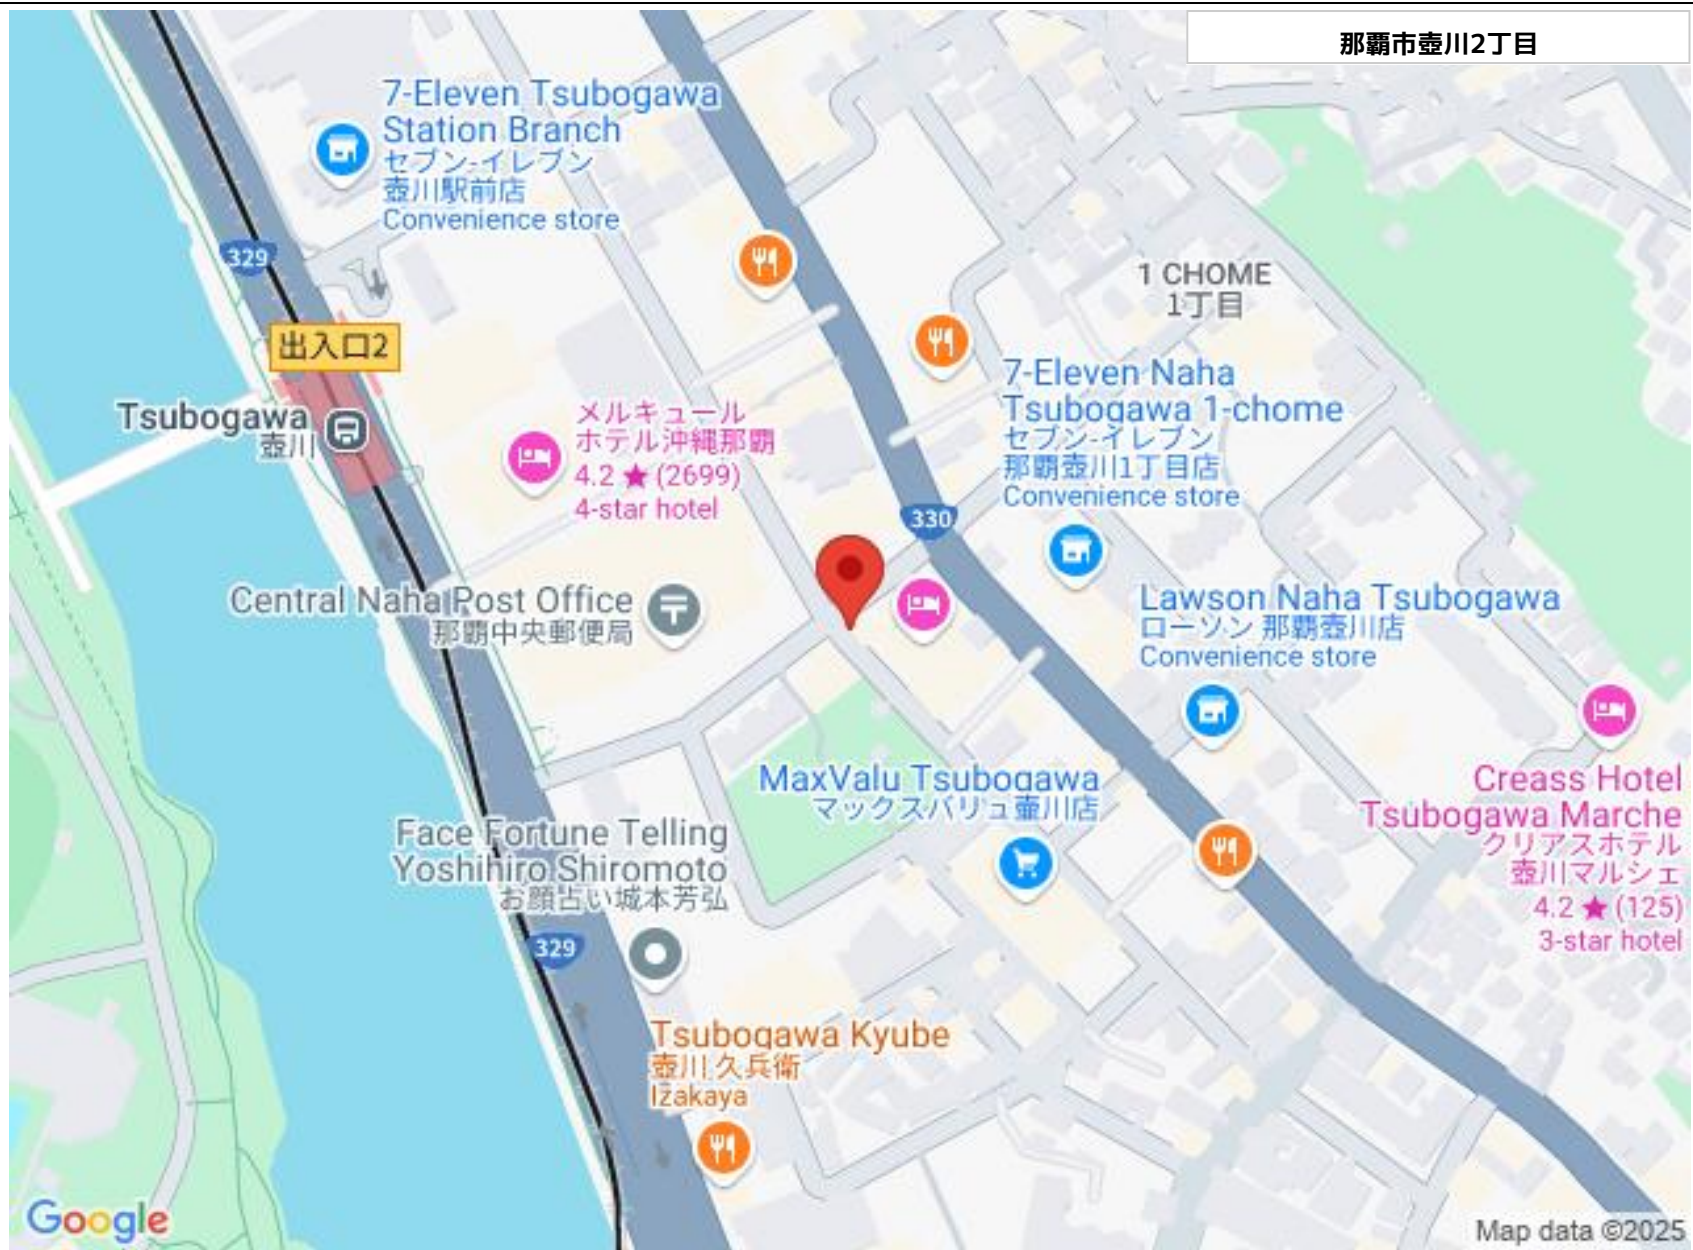 那覇市壺川2丁目
7-Eleven Tsubogawa
Station Branch
セブン-イレブン
壺川駅前店
Convenience store
329
出入口2
Tsubogawa
壺川
メルキュール
ホテル沖縄那覇
4.2 ★ (2699)
4-star hotel
1 CHOME
1丁目
7-Eleven Naha
Tsubogawa 1-chome
セブン-イレブン
那覇壺川1丁目店
Convenience store
330
Central Naha Post Office
那覇中央郵便局
Lawson Naha Tsubogawa
ローソン 那覇壺川店
Convenience store
MaxValu Tsubogawa
マックスバリュ壷川店
Creass Hotel
Tsubogawa Marche
クリアスホテル
壺川マルシェ
4.2 ★ (125)
3-star hotel
Face Fortune Telling
Yoshihiro Shiromoto
お顔占い城本芳弘
329
Tsubogawa Kyube
壺川 久兵衛
Izakaya
Google
Map data ©2025